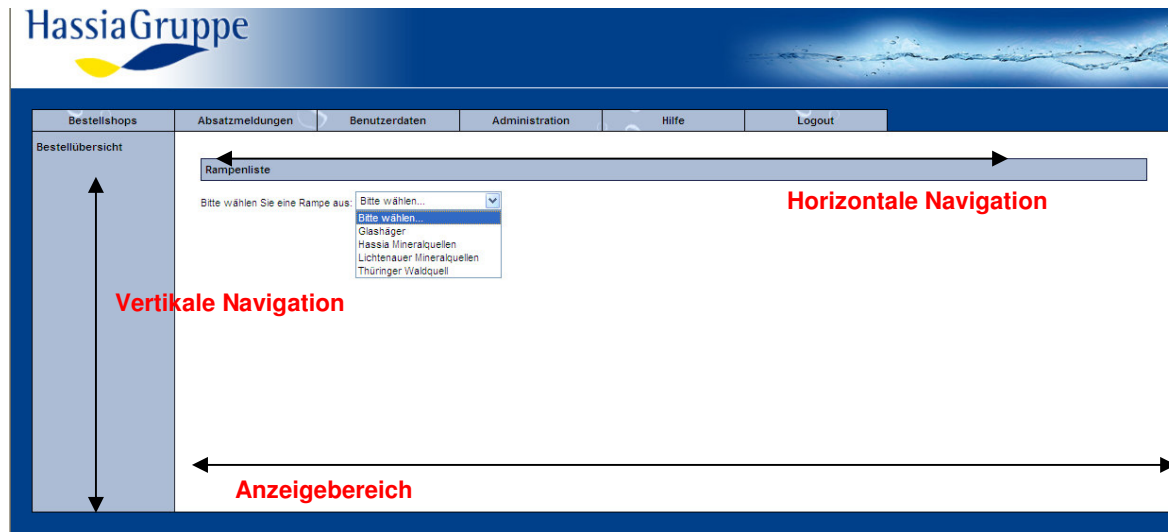 HassiaGruppe
Bestellshops Absatzmeldungen Benutzerdaten Administration Hilfe Logout
Bestellübersicht
Rampenliste
Horizontale Navigation
Bitte wählen Sie eine Rampe aus: Bitte wählen...
Bitte wählen...
Glashäger
Hassia Mineralquellen
Lichtenauer Mineralquellen
Thüringer Waldquell
Vertikale Navigation
Anzeigebereich